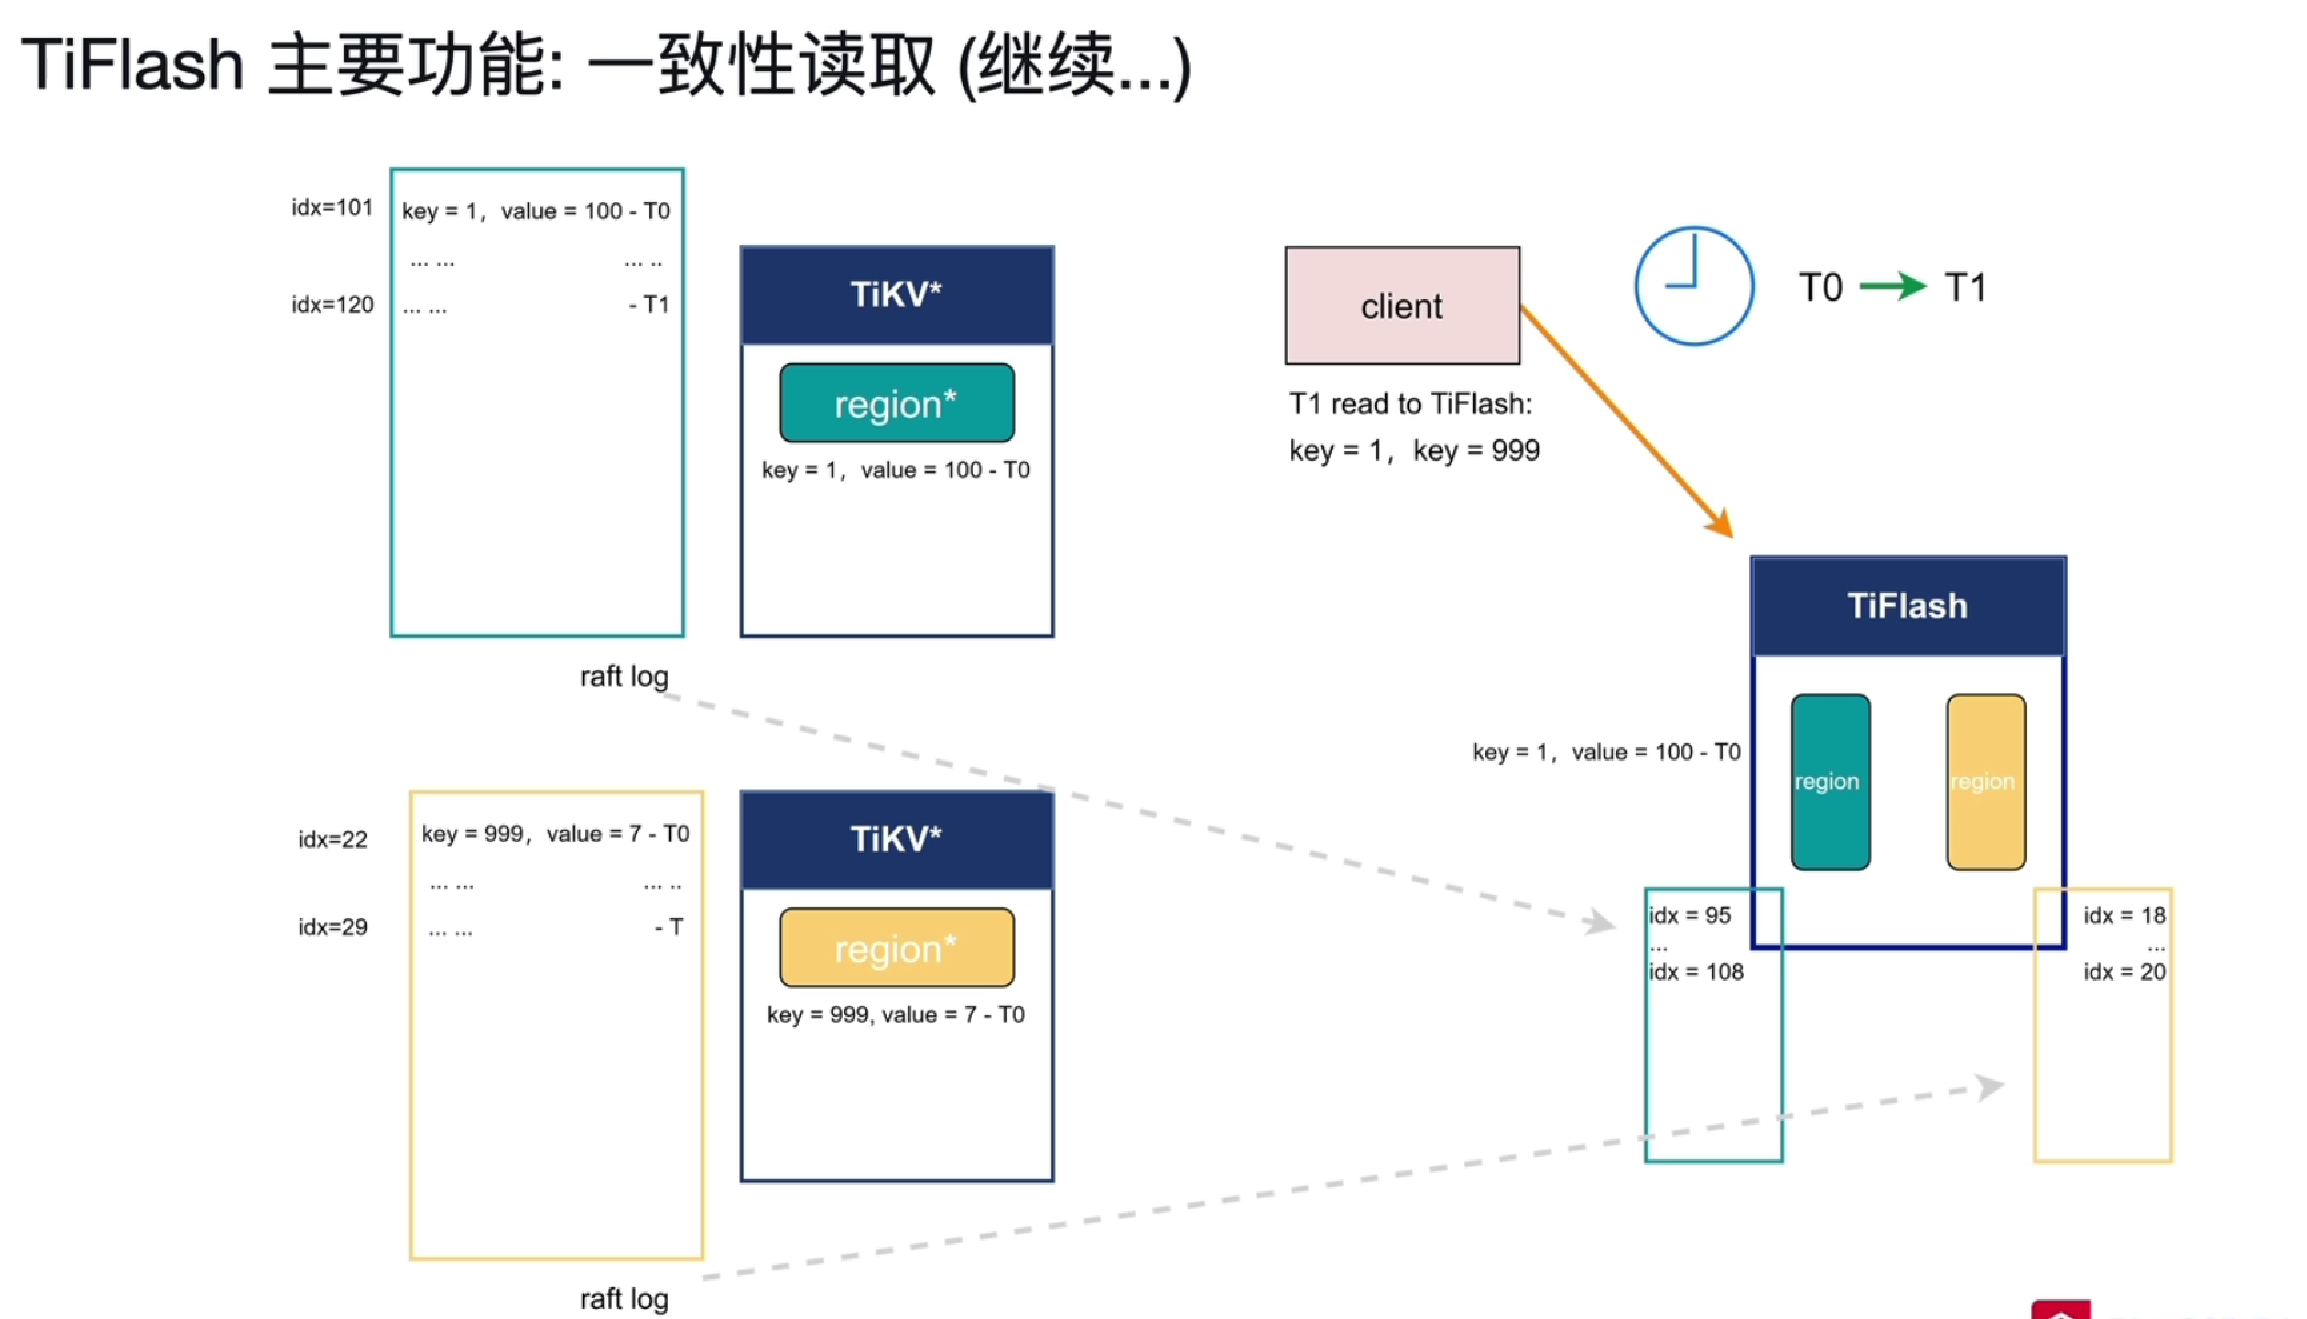 TiFlash 主要功能: 一致性读取 (继续...)
idx=101
key = 1, value = 100 - T0
... ... ... ..
idx=120
... ... - T1
TiKV*
region*
key = 1, value = 100 - T0
raft log
client
T0
T1
T1 read to TiFlash:
key = 1, key = 999
TiFlash
key = 1, value = 100 - T0
region
region
idx = 95
...
idx = 108
idx = 18
...
idx = 20
idx=22
key = 999, value = 7 - T0
... ... ... ..
idx=29
... ... - T
TiKV*
region*
key = 999, value = 7 - T0
raft log